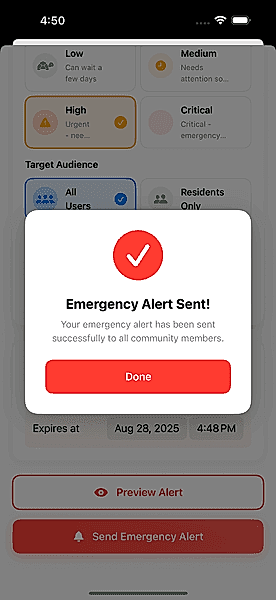 4:50
Low
Can wait a
few days
Medium
Needs
attention so...
High
Urgent
- nee...
Critical
Critical -
emergency...
Target Audience
All
Users
Residents
Only
Emergency Alert Sent!
Your emergency alert has been sent
successfully to all community members.
Done
Expires at
Aug 28, 2025
4:48 PM
Preview Alert
Send Emergency Alert